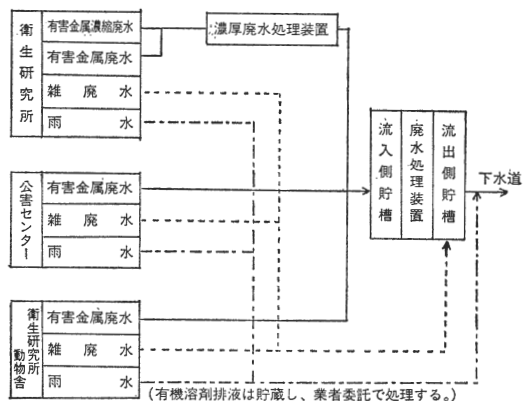 衛生研究所
有害金属濃縮廃水
有害金属廃水
雑廃水
雨水
濃厚廃水処理装置
公害センター
有害金属廃水
雑廃水
雨水
衛生研究所動物舎
有害金属廃水
雑廃水
雨水
流入側貯槽
廃水処理装置
流出側貯槽
下水道
(有機溶剤排液は貯蔵し、業者委託で処理する。)